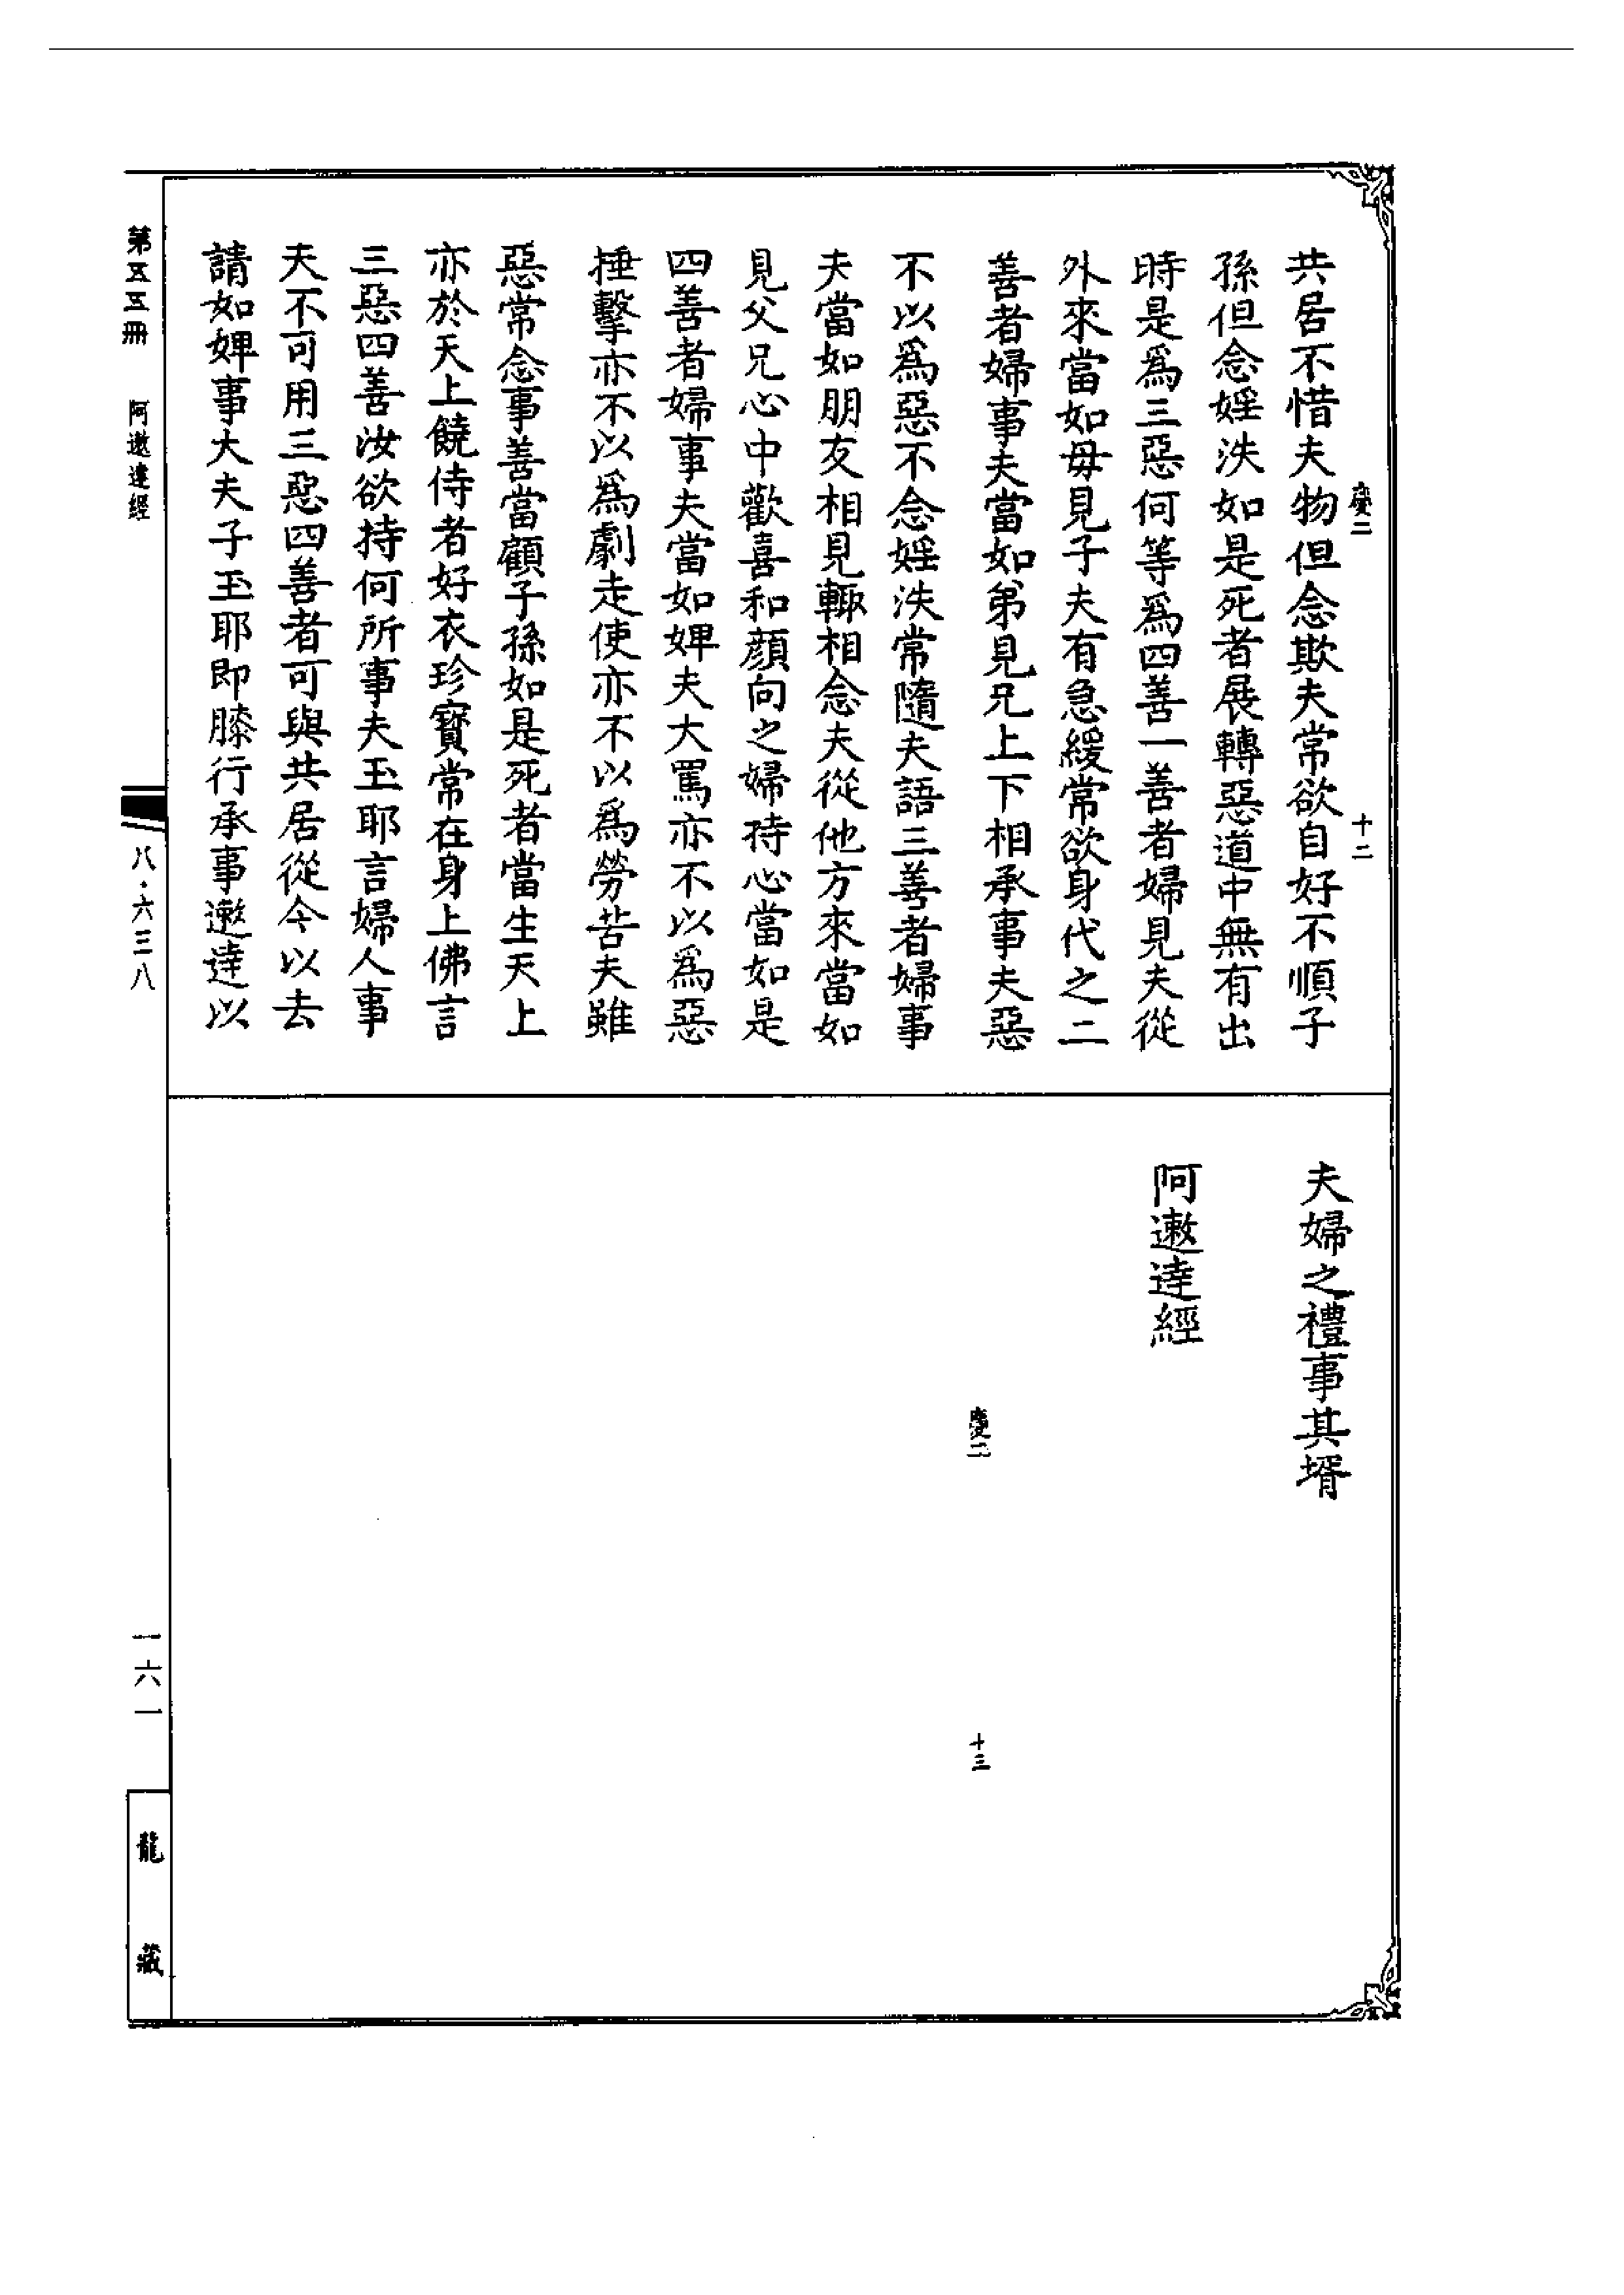 慶二
十二
共居不惜夫物但念欺夫常欲自好不順子
孫但念婬泆如是死者展轉惡道中無有出
時是爲三惡何等爲四善一善者婦見夫從
外來當如母見子夫有急緩常欲身代之二
善者婦事夫當如弟見兄上下相承事夫惡
不以爲惡不念婬泆常隨夫語三善者婦事
夫當如朋友相見輙相念夫從他方來當如
見父兄心中歡喜和顔向之婦持心當如是
四善者婦事夫當如婢夫大罵亦不以爲惡
捶擊亦不以爲劇走使亦不以爲勞苦夫雖
惡常念事善當顧子孫如是死者當生天上
亦於天上饒侍者好衣珍寶常在身上佛言
三惡四善汝欲持何所事夫玉耶言婦人事
夫不可用三惡四善者可與共居從今以去
請如婢事大夫子玉耶即膝行承事遬達以
夫婦之禮事其壻
阿遬達經
慶二
十三
第五五冊
阿遬達經
八·六三八
一六一
龍藏